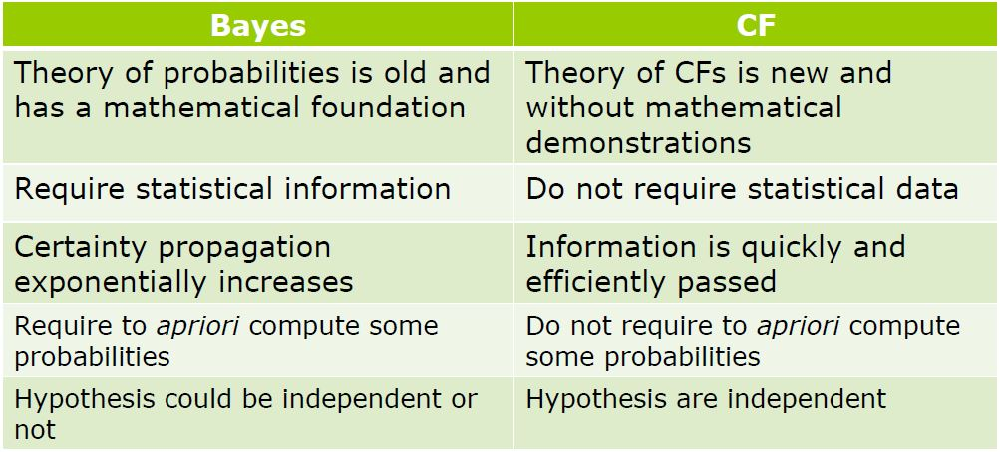 Bayes
CF
Theory of probabilities is old and
has a mathematical foundation
Theory of CFs is new and
without mathematical
demonstrations
Require statistical information
Do not require statistical data
Certainty propagation
exponentially increases
Information is quickly and
efficiently passed
Require to apriori compute some
probabilities
Do not require to apriori compute
some probabilities
Hypothesis could be independent or
not
Hypothesis are independent